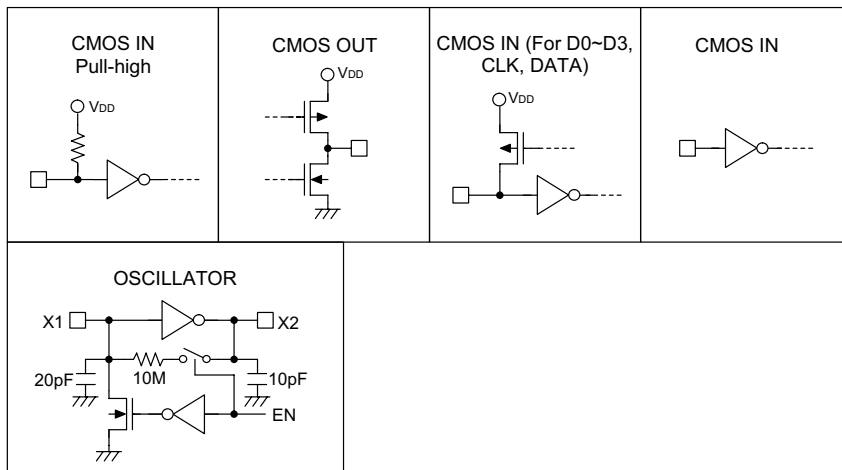 CMOS IN
Pull-high
VDD
CMOS OUT
VDD
CMOS IN (For D0~D3,
CLK, DATA)
VDD
CMOS IN
OSCILLATOR
X1
X2
20pF
10M
10pF
EN